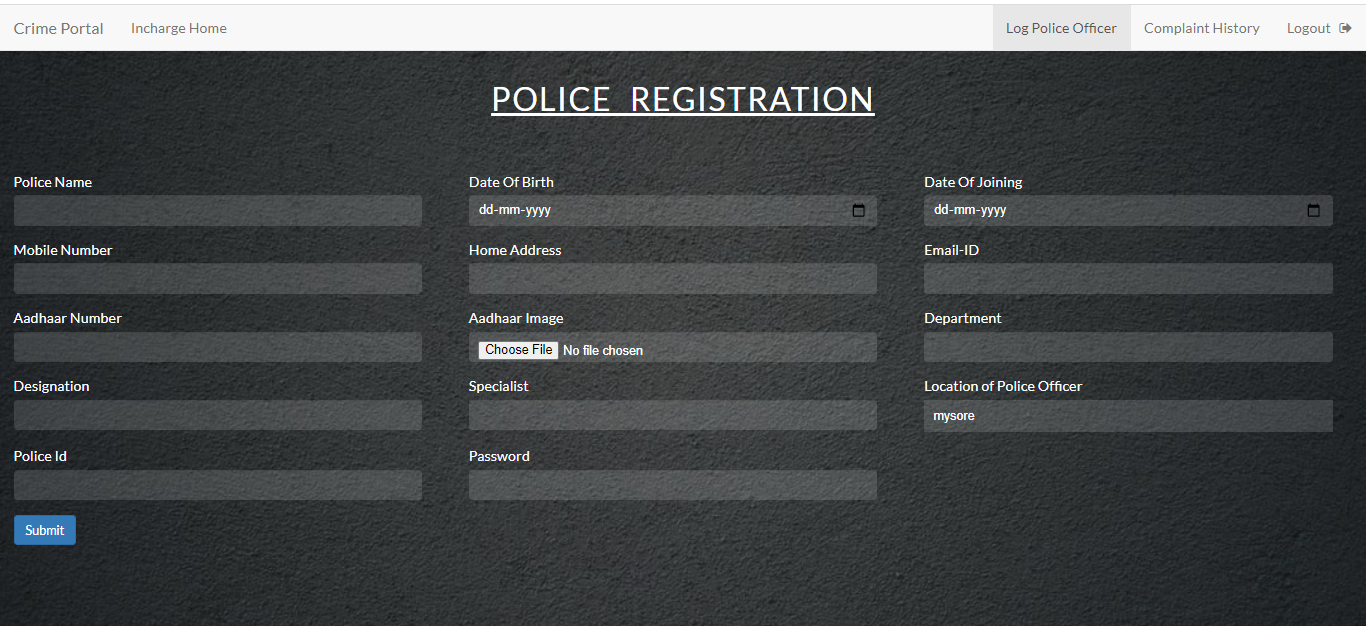 Crime Portal Incharge Home Log Police Officer Complaint History Logout
POLICE REGISTRATION
Police Name Date Of Birth Date Of Joining
dd-mm-yyyy dd-mm-yyyy
Mobile Number Home Address Email-ID
Aadhaar Number Aadhaar Image Department
Choose File No file chosen
Designation Specialist Location of Police Officer
mysore
Police Id Password
Submit